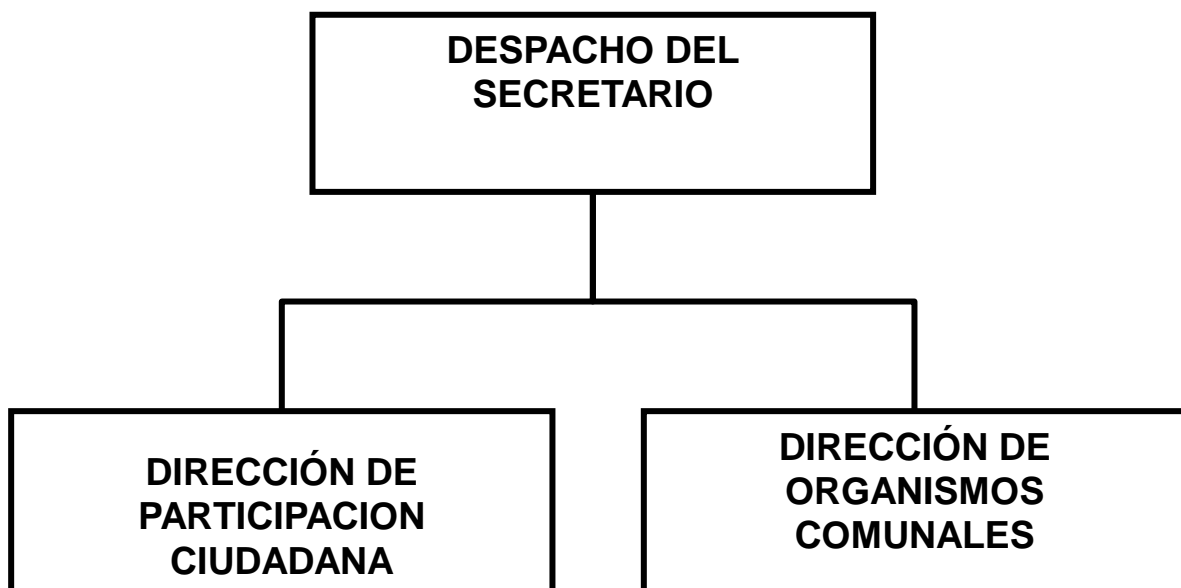 DESPACHO DEL
SECRETARIO
DIRECCIÓN DE
PARTICIPACION
CIUDADANA
DIRECCIÓN DE
ORGANISMOS
COMUNALES